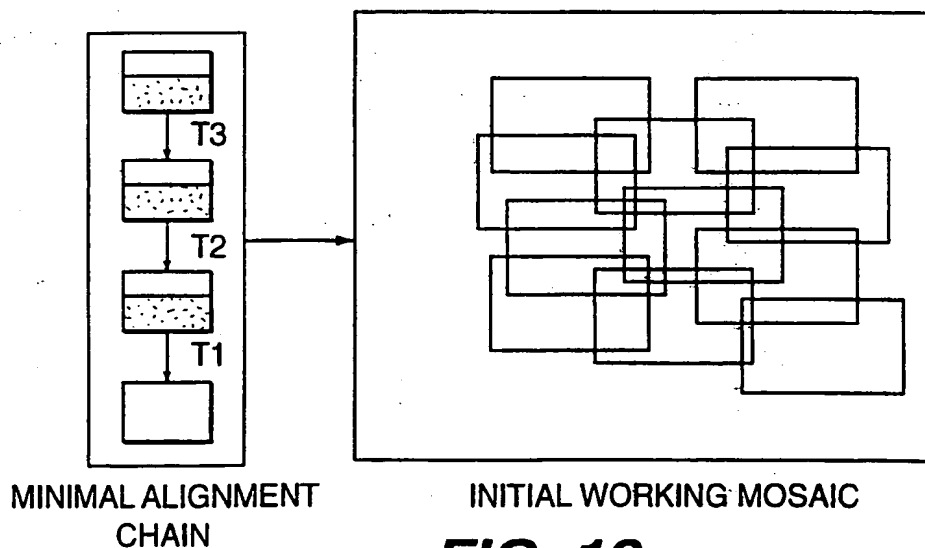 T3
T2
T1
MINIMAL ALIGNMENT
CHAIN
INITIAL WORKING MOSAIC